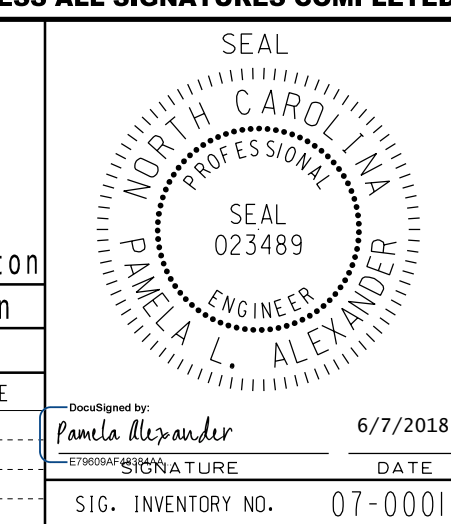 ESS ALL SIGNATURES COMPLETED
SEAL
NORTH CAROLINA
PROFESSIONAL
SEAL
023489
ENGINEER
PAMELA L. ALEXANDER
ton
n
E
DocuSigned by:
Pamela Alexander
6/7/2018
E79609AF48384AA...
SIGNATURE
DATE
SIG. INVENTORY NO.
07-0001